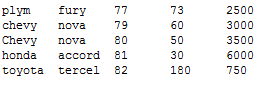 plym    fury    77      73      2500
chevy   nova    79      60      3000
Chevy   nova    80      50      3500
honda   accord  81      30      6000
toyota  tercel  82      180     750